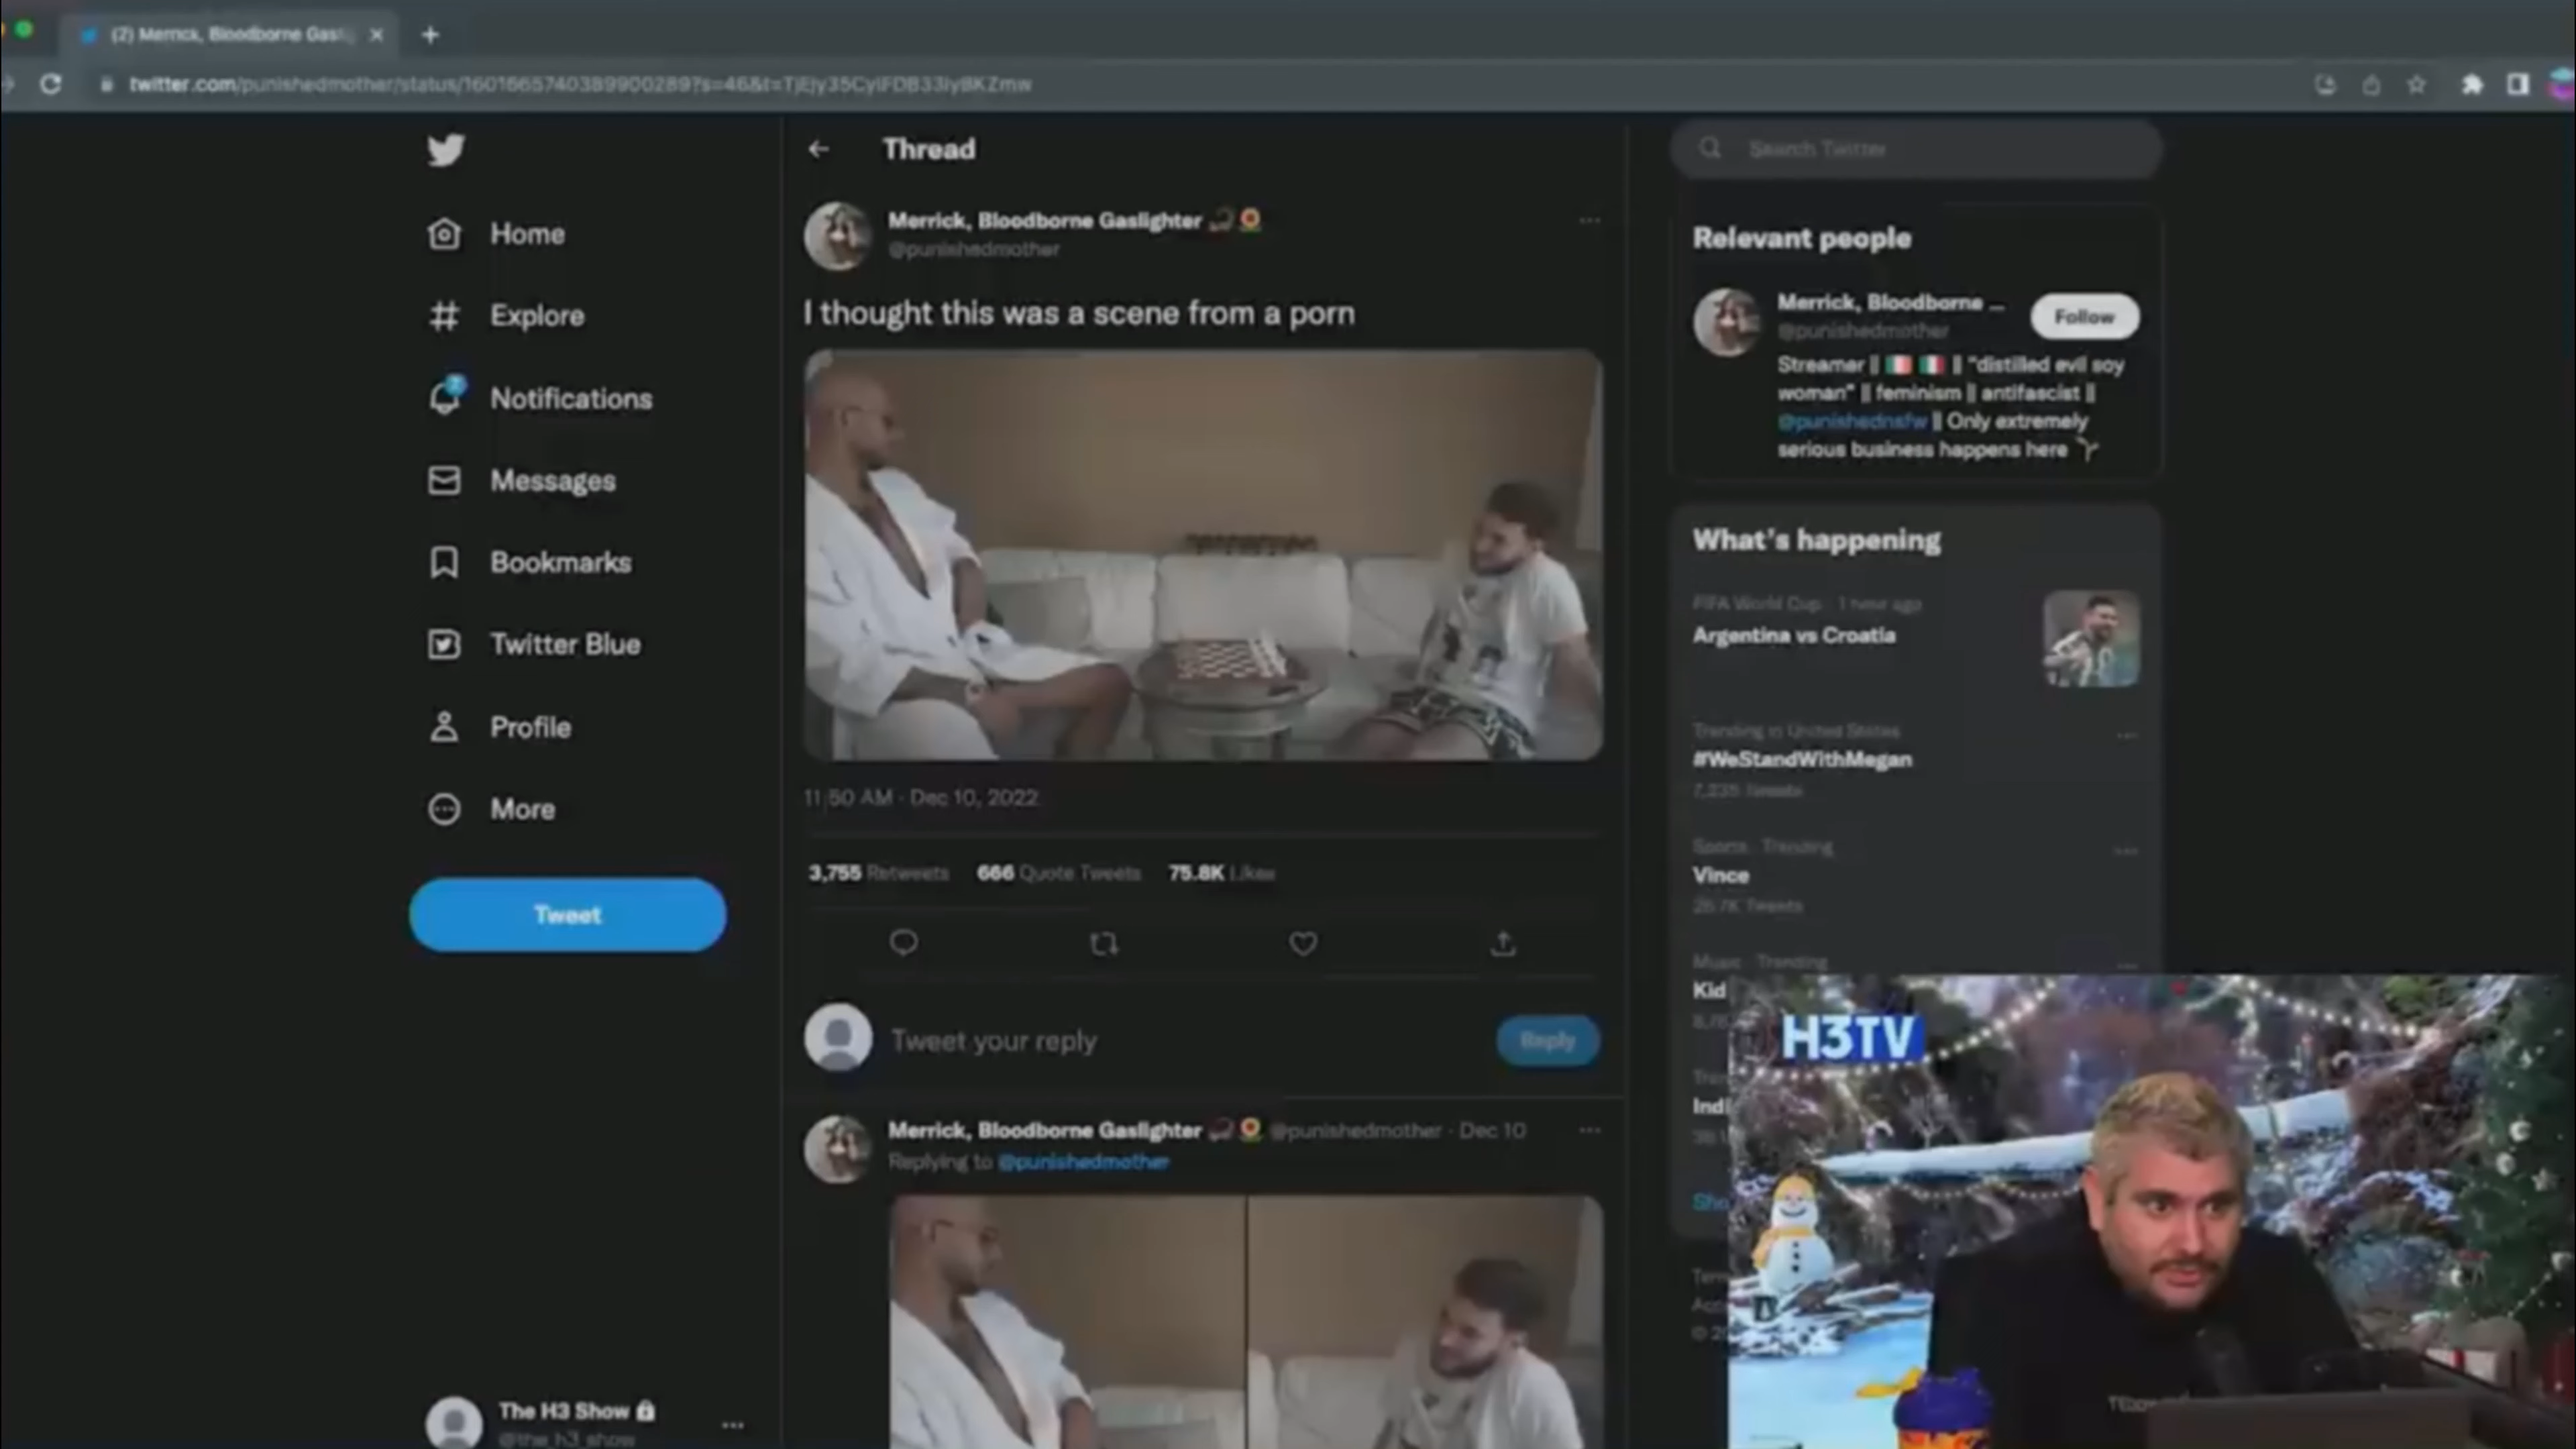 (2) Merrick, Bloodborne Gasli
twitter.com/punishedmother/status/1601665740389900289?s=46&t=
Thread
Search Twitter
Home
Explore
Notifications
Messages
Bookmarks
Twitter Blue
Profile
More
Tweet
The H3 Show
@the_h3_show
Merrick, Bloodborne Gaslighter
@punishedmother
I thought this was a scene from a porn
11:50 AM · Dec 10, 2022
3,755 Retweets 666 Quote Tweets 75.8K Likes
Tweet your reply
Reply
Merrick, Bloodborne Gaslighter @punishedmother · Dec 10
Replying to @punishedmother
Relevant people
Merrick, Bloodborne ...
Follow
@punishedmother
Streamer || || "distilled evil soy
woman" || feminism || antifascist ||
@punishednsfw || Only extremely
serious business happens here
What's happening
FIFA World Cup · 1 hour ago
Argentina vs Croatia
Trending in United States
#WeStandWithMegan
Tweets
Sports · Trending
Vince
Tweets
Music · Trending
Kid
Indi
Sho
H3TV